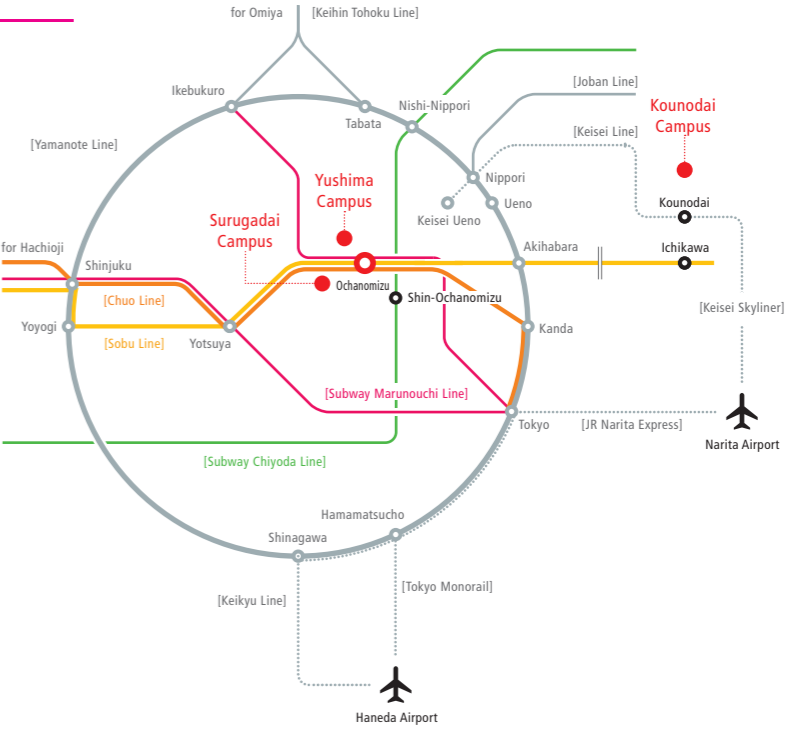 for Omiya
[Keihin Tohoku Line]
Ikebukuro
Tabata
Nishi-Nippori
[Joban Line]
Kounodai
Campus
[Yamanote Line]
[Keisei Line]
Nippori
Yushima
Campus
Keisei Ueno
Ueno
Kounodai
Surugadai
Campus
for Hachioji
Shinjuku
Akihabara
Ichikawa
Ochanomizu
Shin-Ochanomizu
[Chuo Line]
[Keisei Skyliner]
Yoyogi
[Sobu Line]
Yotsuya
Kanda
[Subway Marunouchi Line]
Tokyo
[JR Narita Express]
Narita Airport
[Subway Chiyoda Line]
Hamamatsucho
Shinagawa
[Keikyu Line]
[Tokyo Monorail]
Haneda Airport